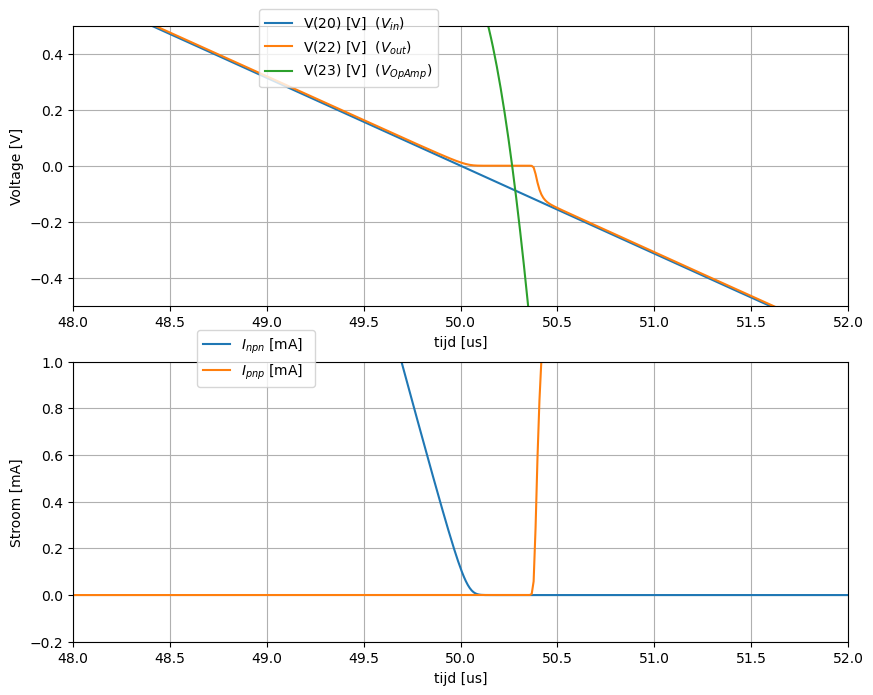 V(20) [V] (V_in)
V(22) [V] (V_out)
V(23) [V] (V_OpAmp)
0.4
0.2
0.0
−0.2
−0.4
Voltage [V]
48.0 48.5 49.0 49.5 50.0 50.5 51.0 51.5 52.0
tijd [us]
I_npn [mA]
I_pnp [mA]
1.0
0.8
0.6
0.4
0.2
0.0
−0.2
Stroom [mA]
48.0 48.5 49.0 49.5 50.0 50.5 51.0 51.5 52.0
tijd [us]